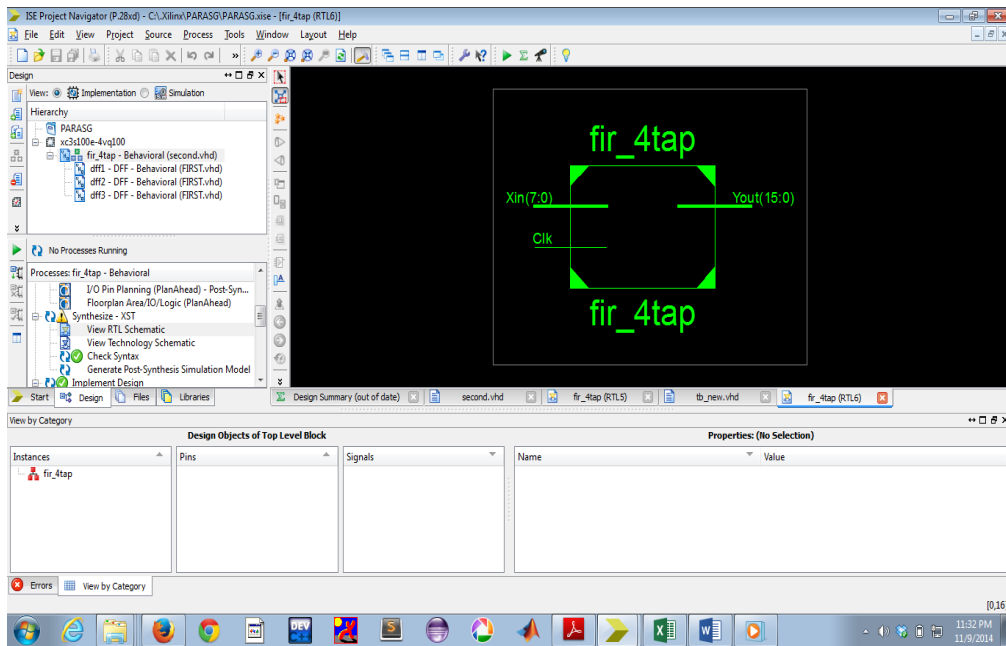 ISE Project Navigator (P.28xd) - C:\.Xilinx\PARASG\PARASG.xise - [fir_4tap (RTL6)]
File Edit View Project Source Process Tools Window Layout Help
Design
View: Implementation Simulation
Hierarchy
PARASG
xc3s100e-4vq100
fir_4tap - Behavioral (second.vhd)
dff1 - DFF - Behavioral (FIRST.vhd)
dff2 - DFF - Behavioral (FIRST.vhd)
dff3 - DFF - Behavioral (FIRST.vhd)
No Processes Running
Processes: fir_4tap - Behavioral
I/O Pin Planning (PlanAhead) - Post-Syn...
Floorplan Area/IO/Logic (PlanAhead)
Synthesize - XST
View RTL Schematic
View Technology Schematic
Check Syntax
Generate Post-Synthesis Simulation Model
Implement Design
fir_4tap
Xin(7:0) Yout(15:0)
Clk
fir_4tap
Start Design Files Libraries
Design Summary (out of date) second.vhd fir_4tap (RTL5) tb_new.vhd fir_4tap (RTL6)
View by Category
Design Objects of Top Level Block Properties: (No Selection)
Instances Pins Signals Name Value
fir_4tap
Errors View by Category
[0,16
DEV
S
X W
11:32 PM
11/9/2014